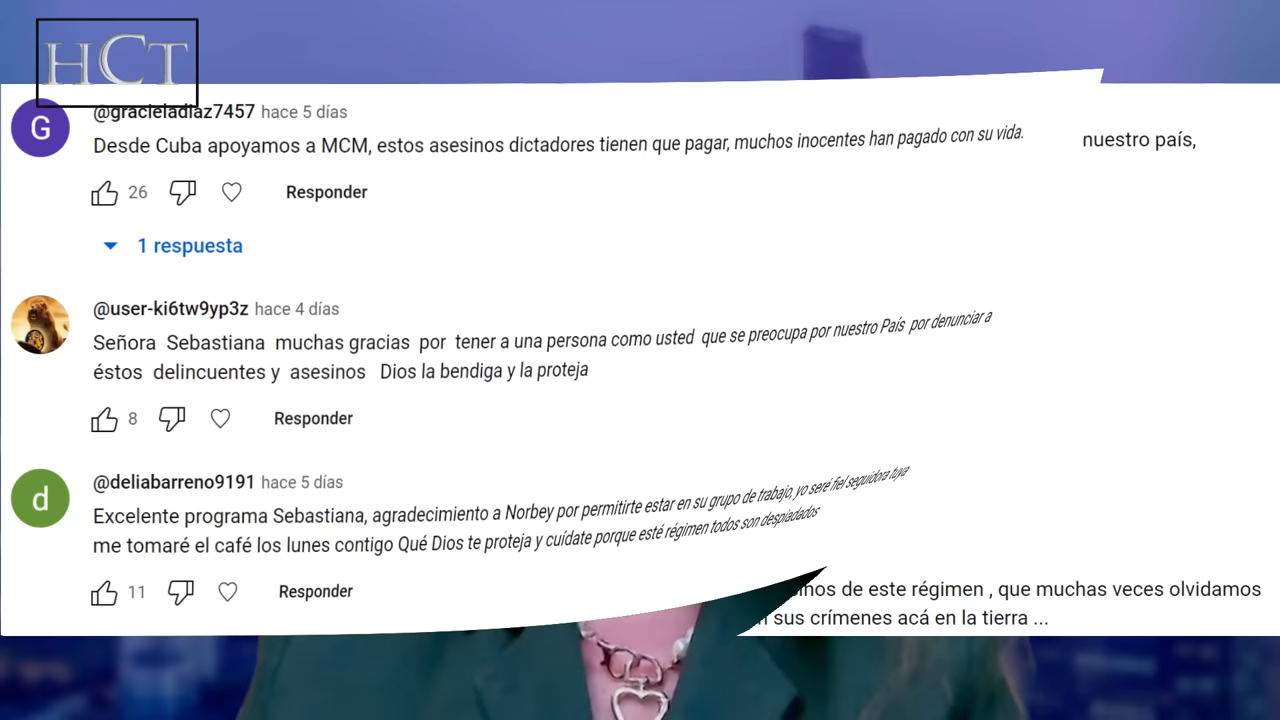 HCT
@gracieladiaz7457 hace 5 días
Desde Cuba apoyamos a MCM, estos asesinos dictadores tienen que pagar, muchos inocentes han pagado con su vida.
nuestro país,
26 Responder
1 respuesta
@user-ki6tw9yp3z hace 4 días
Señora Sebastiana muchas gracias por tener a una persona como usted que se preocupa por nuestro País por denunciar a
éstos delincuentes y asesinos Dios la bendiga y la proteja
8 Responder
@deliabarreno9191 hace 5 días
Excelente programa Sebastiana, agradecimiento a Norbey por permitirte estar en su grupo de trabajo, yo seré fiel seguidora tuya
me tomaré el café los lunes contigo Qué Dios te proteja y cuídate porque esté régimen todos son despiadados
11 Responder
de este régimen , que muchas veces olvidamos
sus crímenes acá en la tierra ...